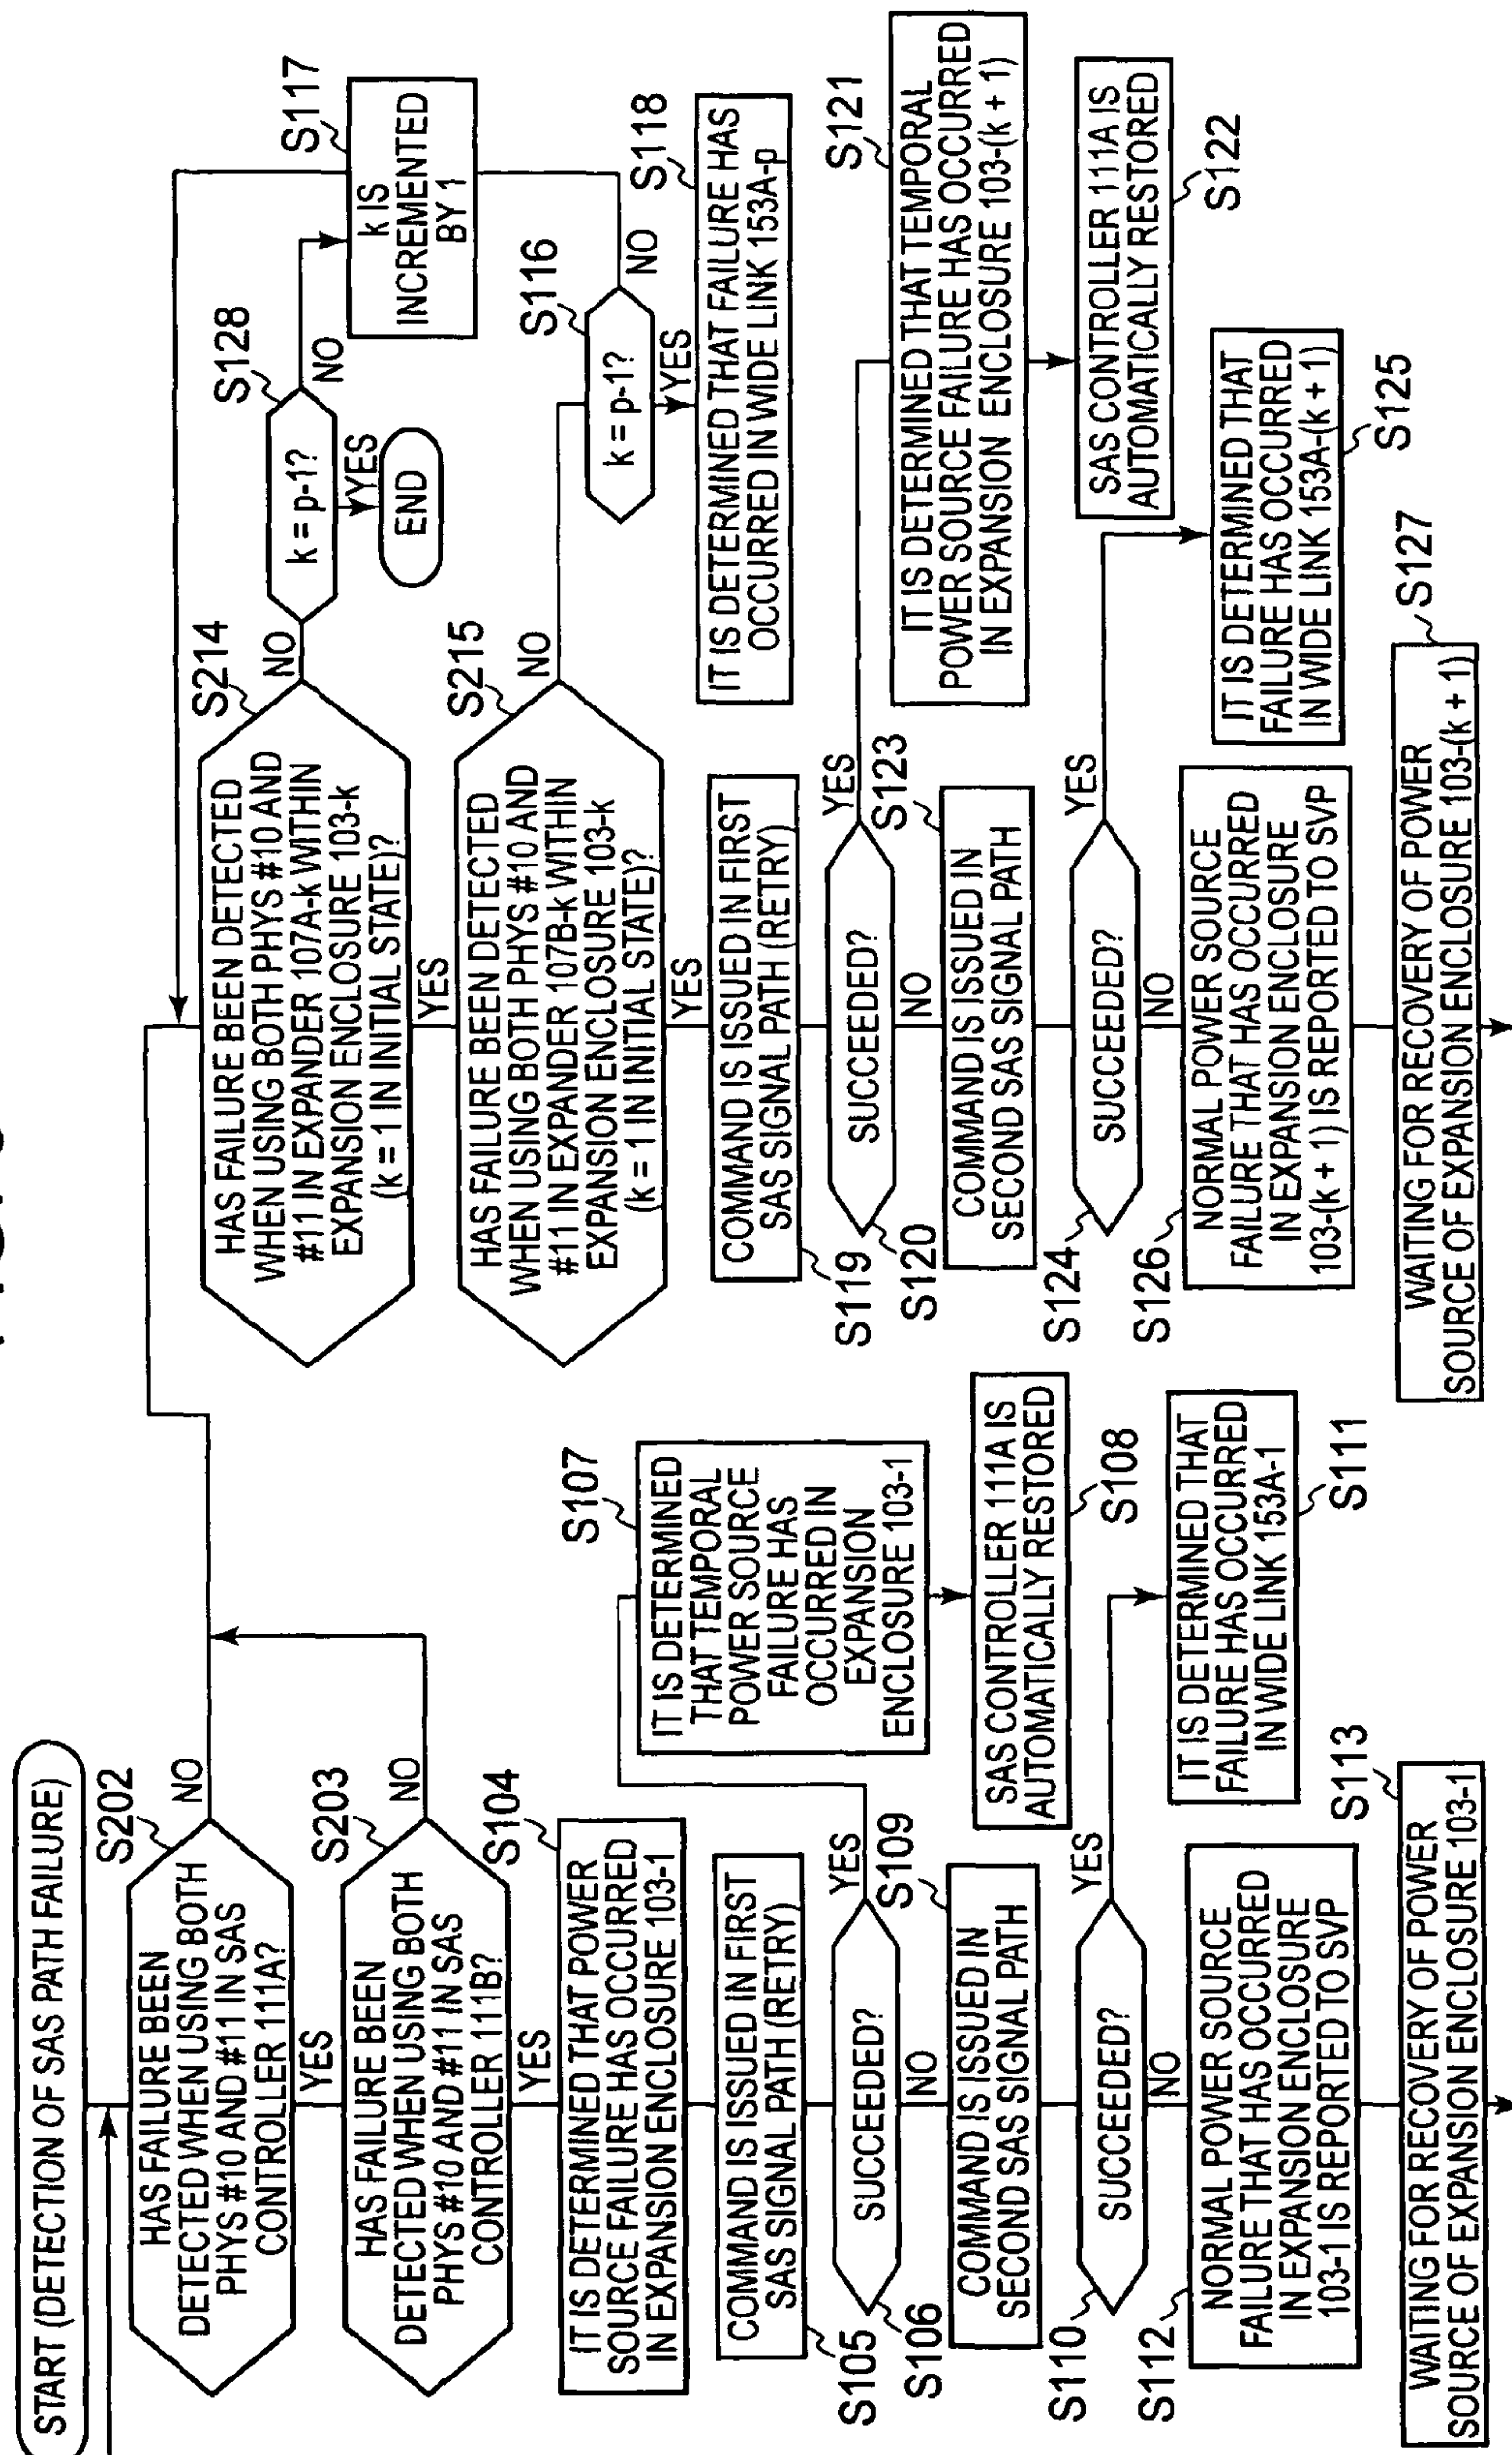 START (DETECTION OF SAS PATH FAILURE)
S202
HAS FAILURE BEEN
DETECTED WHEN USING BOTH
PHYS #10 AND #11 IN SAS
CONTROLLER 111A?
NO
YES
S203
HAS FAILURE BEEN
DETECTED WHEN USING BOTH
PHYS #10 AND #11 IN SAS
CONTROLLER 111B?
NO
YES
S104
IT IS DETERMINED THAT POWER
SOURCE FAILURE HAS OCCURRED
IN EXPANSION ENCLOSURE 103-1
COMMAND IS ISSUED IN FIRST
SAS SIGNAL PATH (RETRY)
S105
SUCCEEDED?
S106
YES
NO
S107
IT IS DETERMINED
THAT TEMPORAL
POWER SOURCE
FAILURE HAS
OCCURRED IN
EXPANSION
ENCLOSURE 103-1
SAS CONTROLLER 111A IS
AUTOMATICALLY RESTORED
S108
S109
COMMAND IS ISSUED IN
SECOND SAS SIGNAL PATH
SUCCEEDED?
S110
YES
NO
IT IS DETERMINED THAT
FAILURE HAS OCCURRED
IN WIDE LINK 153A-1
S111
S112
NORMAL POWER SOURCE
FAILURE THAT HAS OCCURRED
IN EXPANSION ENCLOSURE
103-1 IS REPORTED TO SVP
S113
WAITING FOR RECOVERY OF POWER
SOURCE OF EXPANSION ENCLOSURE 103-1
S214
HAS FAILURE BEEN DETECTED
WHEN USING BOTH PHYS #10 AND
#11 IN EXPANDER 107A-k WITHIN
EXPANSION ENCLOSURE 103-k
(k = 1 IN INITIAL STATE)?
NO
YES
S128
k = p-1?
NO
YES
END
S117
k IS
INCREMENTED
BY 1
S215
HAS FAILURE BEEN DETECTED
WHEN USING BOTH PHYS #10 AND
#11 IN EXPANDER 107B-k WITHIN
EXPANSION ENCLOSURE 103-k
(k = 1 IN INITIAL STATE)?
NO
YES
S116
k = p-1?
NO
YES
S118
IT IS DETERMINED THAT FAILURE HAS
OCCURRED IN WIDE LINK 153A-p
COMMAND IS ISSUED IN FIRST
SAS SIGNAL PATH (RETRY)
S119
SUCCEEDED?
S120
YES
NO
S121
IT IS DETERMINED THAT TEMPORAL
POWER SOURCE FAILURE HAS OCCURRED
IN EXPANSION ENCLOSURE 103-(k + 1)
SAS CONTROLLER 111A IS
AUTOMATICALLY RESTORED
S122
S123
COMMAND IS ISSUED IN
SECOND SAS SIGNAL PATH
SUCCEEDED?
S124
YES
NO
IT IS DETERMINED THAT
FAILURE HAS OCCURRED
IN WIDE LINK 153A-(k + 1)
S125
S126
NORMAL POWER SOURCE
FAILURE THAT HAS OCCURRED
IN EXPANSION ENCLOSURE
103-(k + 1) IS REPORTED TO SVP
S127
WAITING FOR RECOVERY OF POWER
SOURCE OF EXPANSION ENCLOSURE 103-(k + 1)